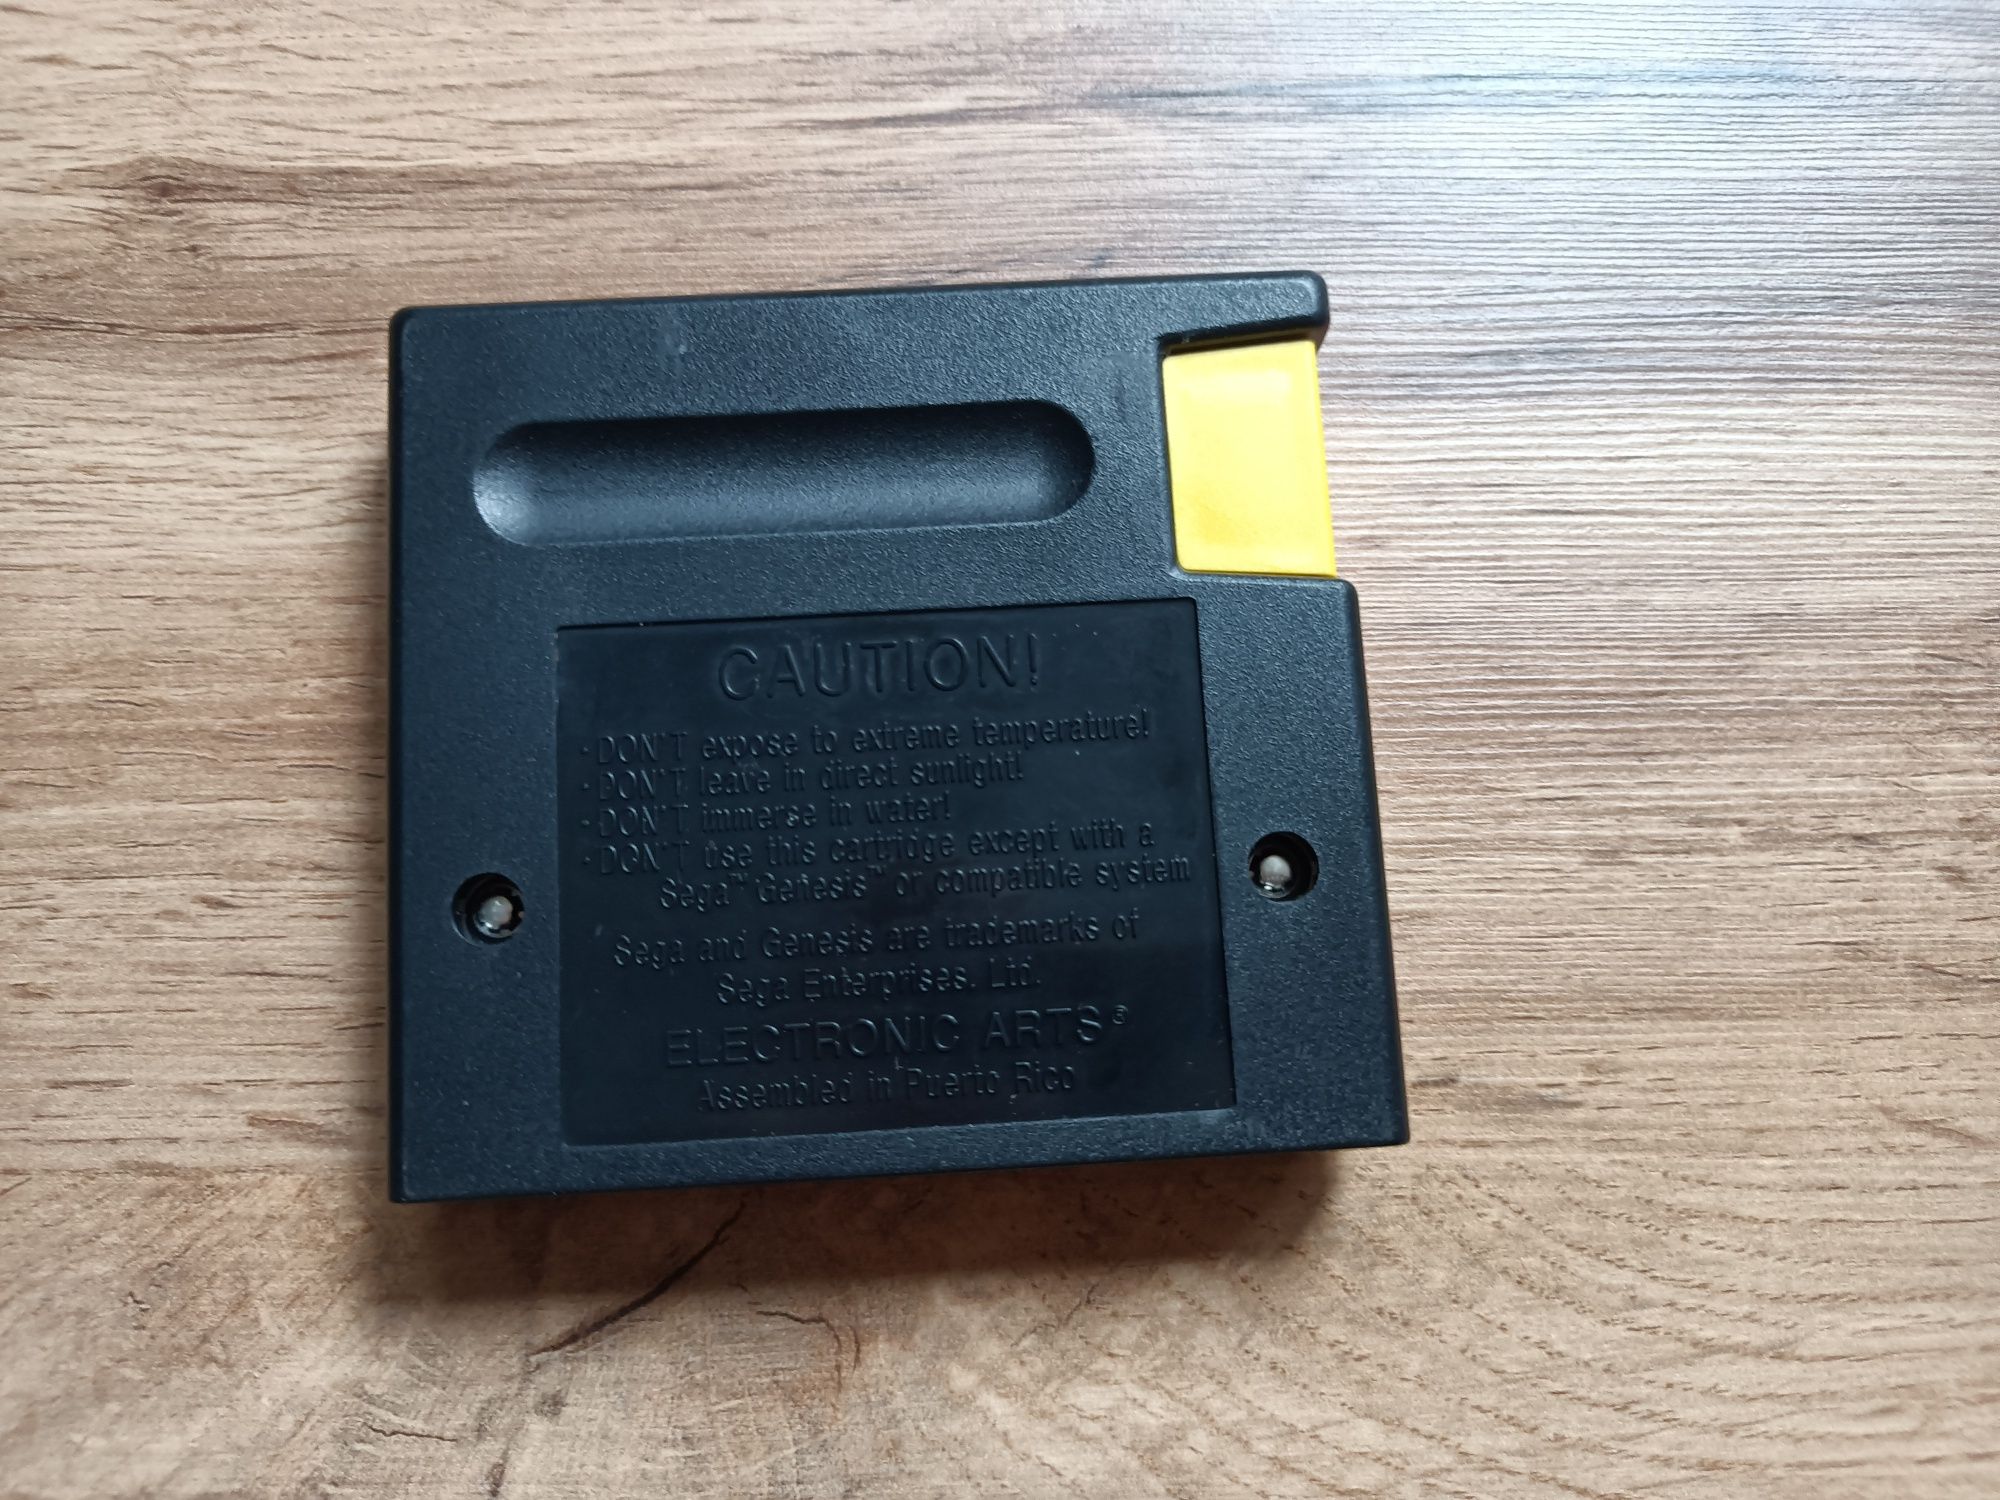 CAUTION!
• DON'T expose to extreme temperature!
• DON'T leave in direct sunlight!
• DON'T immerse in water!
• DON'T use this cartridge except with a
Sega™ Genesis™ or compatible system
Sega and Genesis are trademarks of
Sega Enterprises, Ltd.
ELECTRONIC ARTS®
Assembled in Puerto Rico